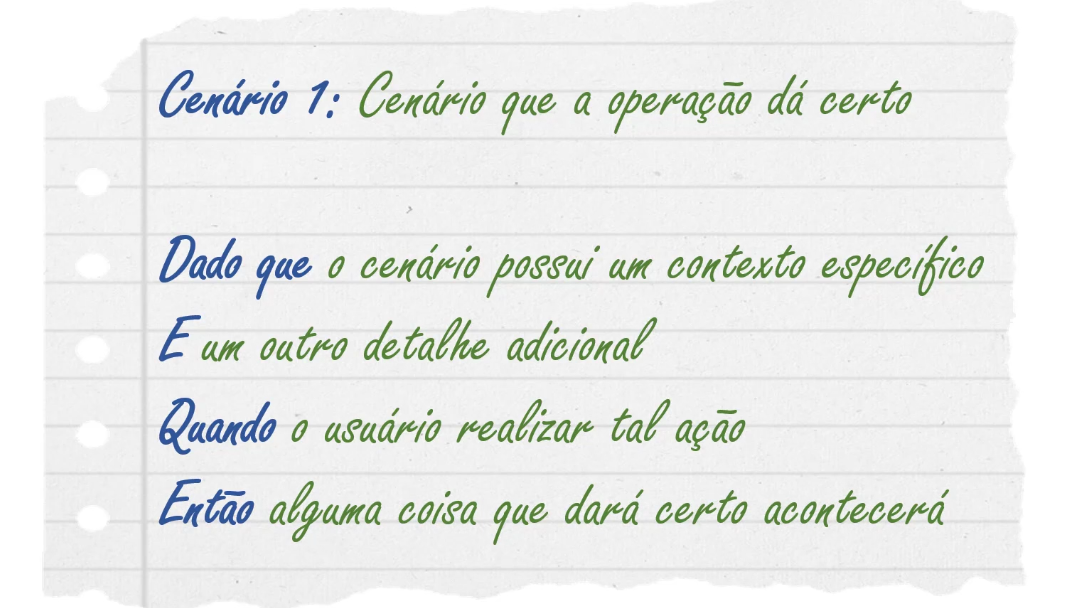 Cenário 1: Cenário que a operação dá certo
Dado que o cenário possui um contexto específico
E um outro detalhe adicional
Quando o usuário realizar tal ação
Então alguma coisa que dará certo acontecerá